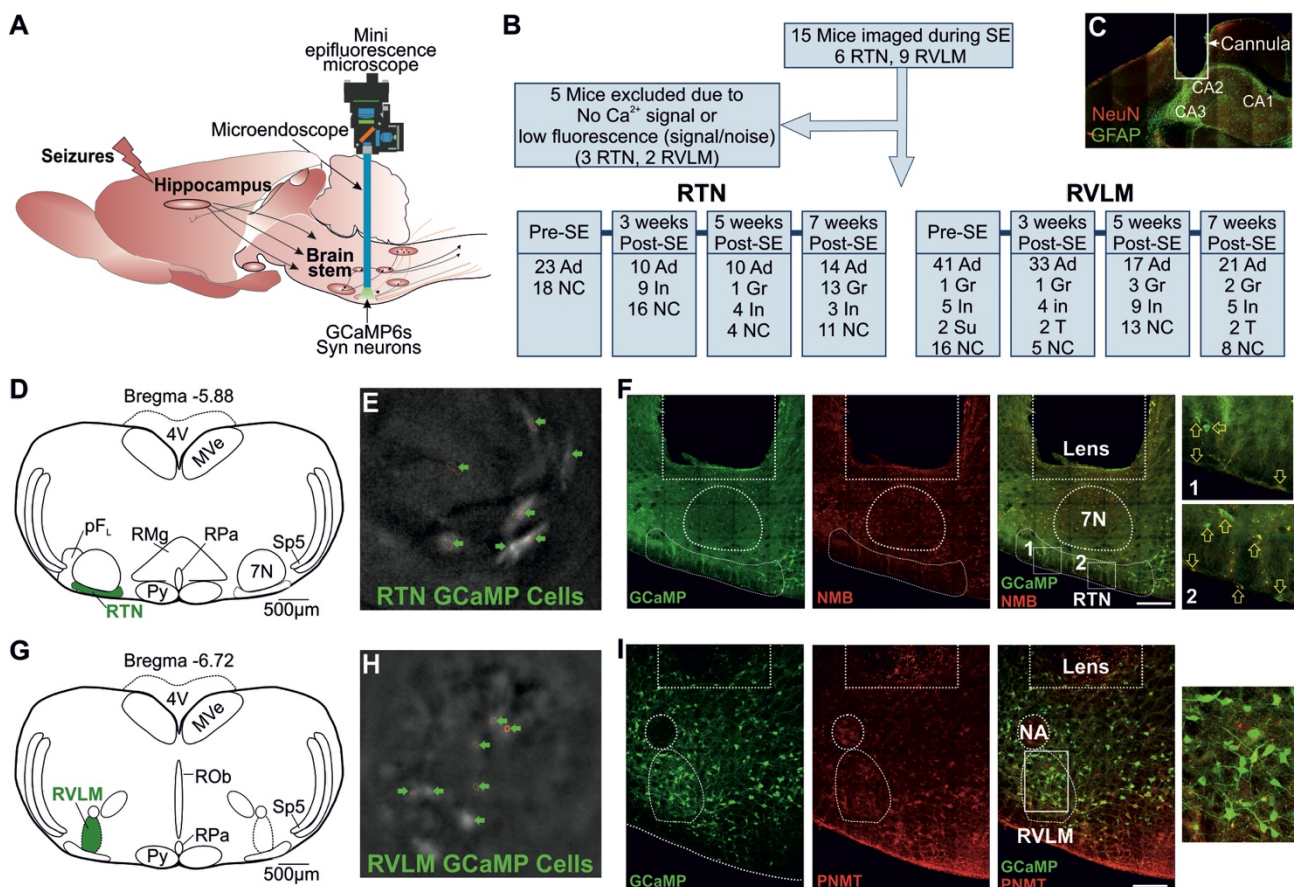 A
Mini
epifluorescence
microscope
Microendoscope
Seizures
Hippocampus
Brain
stem
GCaMP6s
Syn neurons
B
15 Mice imaged during SE
6 RTN, 9 RVLM
5 Mice excluded due to
No Ca²⁺ signal or
low fluorescence (signal/noise)
(3 RTN, 2 RVLM)
RTN
Pre-SE
23 Ad
18 NC
3 weeks
Post-SE
10 Ad
9 In
16 NC
5 weeks
Post-SE
10 Ad
1 Gr
4 In
4 NC
7 weeks
Post-SE
14 Ad
13 Gr
3 In
11 NC
RVLM
Pre-SE
41 Ad
1 Gr
5 In
2 Su
16 NC
3 weeks
Post-SE
33 Ad
1 Gr
4 in
2 T
5 NC
5 weeks
Post-SE
17 Ad
3 Gr
9 In
13 NC
7 weeks
Post-SE
21 Ad
2 Gr
5 In
2 T
8 NC
C
Cannula
CA2
CA3
CA1
NeuN
GFAP
D
Bregma -5.88
4V
MVe
pFL
RMg
RPa
Sp5
7N
Py
RTN
500µm
E
RTN GCaMP Cells
F
GCaMP
NMB
Lens
7N
1
2
GCaMP
NMB
RTN
1
2
G
Bregma -6.72
4V
MVe
ROb
RVLM
Sp5
RPa
Py
500µm
H
RVLM GCaMP Cells
I
GCaMP
PNMT
Lens
NA
RVLM
GCaMP
PNMT